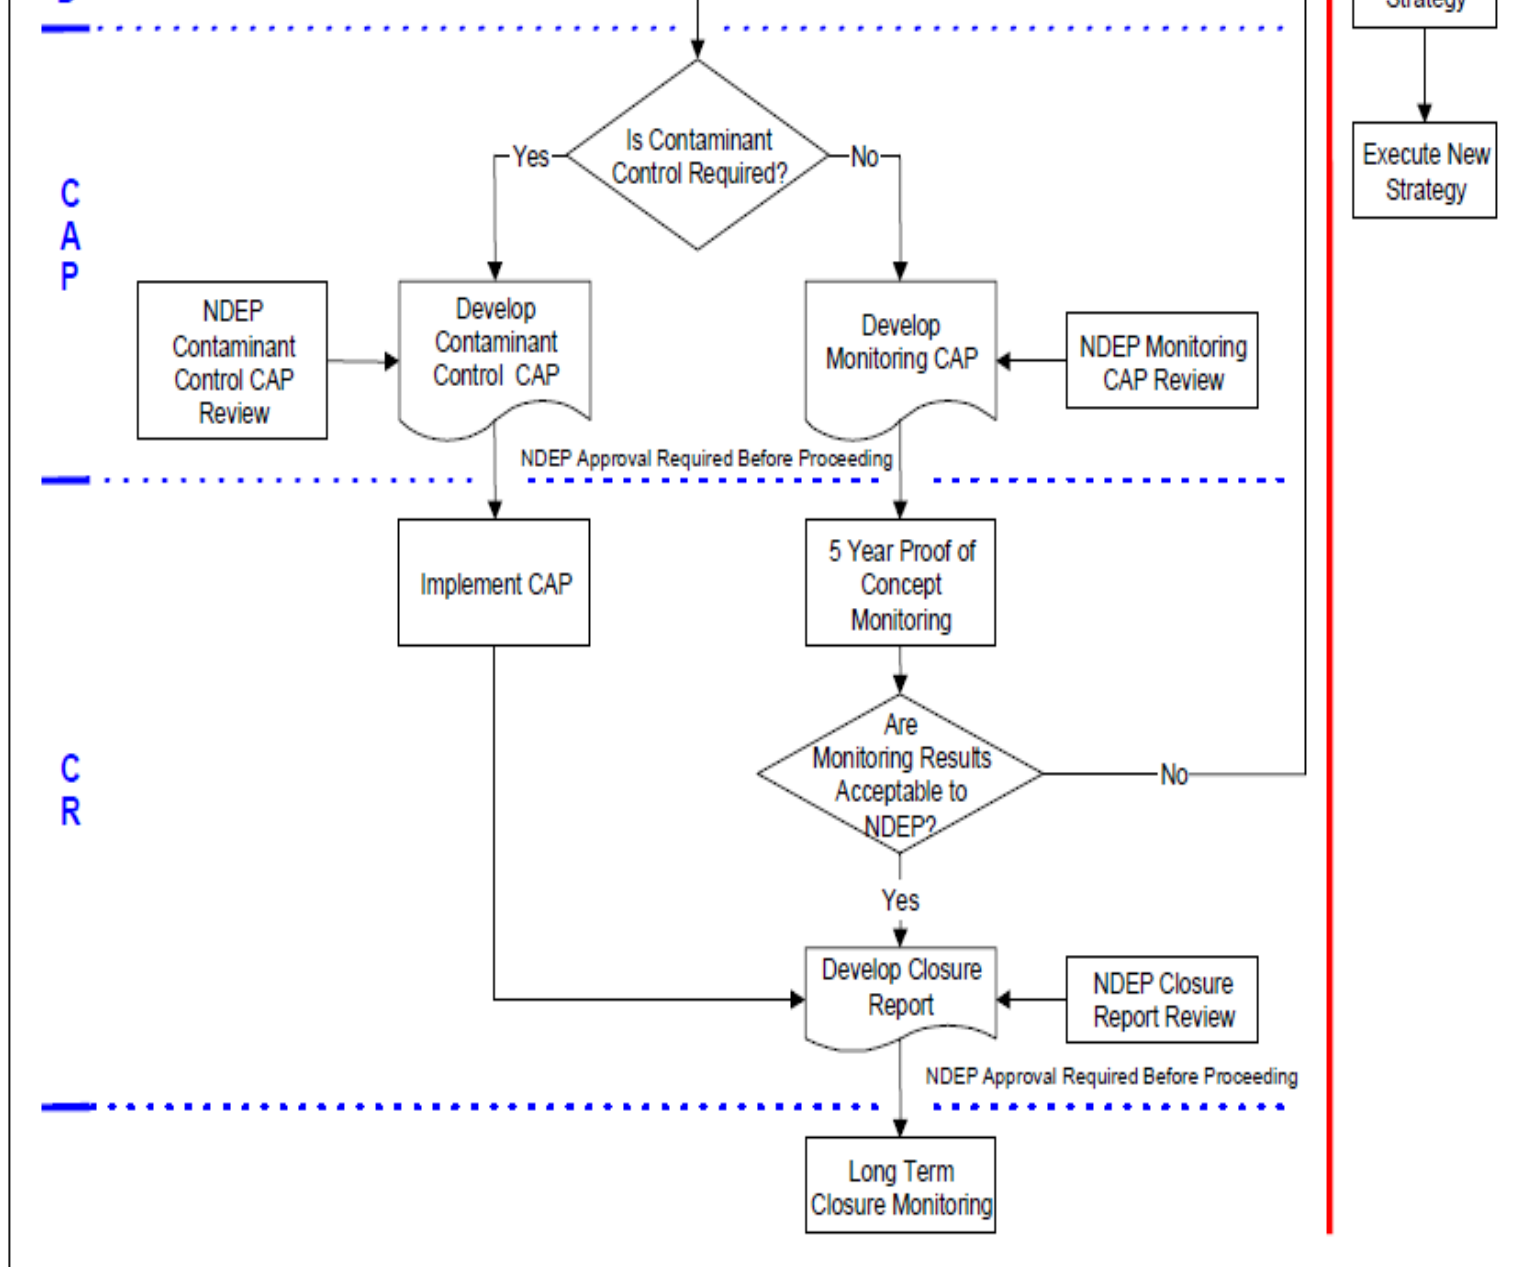 Strategy
Is Contaminant
Control Required?
Yes
No
Execute New
Strategy
C
A
P
NDEP
Contaminant
Control CAP
Review
Develop
Contaminant
Control CAP
Develop
Monitoring CAP
NDEP Monitoring
CAP Review
NDEP Approval Required Before Proceeding
Implement CAP
5 Year Proof of
Concept
Monitoring
C
R
Are
Monitoring Results
Acceptable to
NDEP?
No
Yes
Develop Closure
Report
NDEP Closure
Report Review
NDEP Approval Required Before Proceeding
Long Term
Closure Monitoring